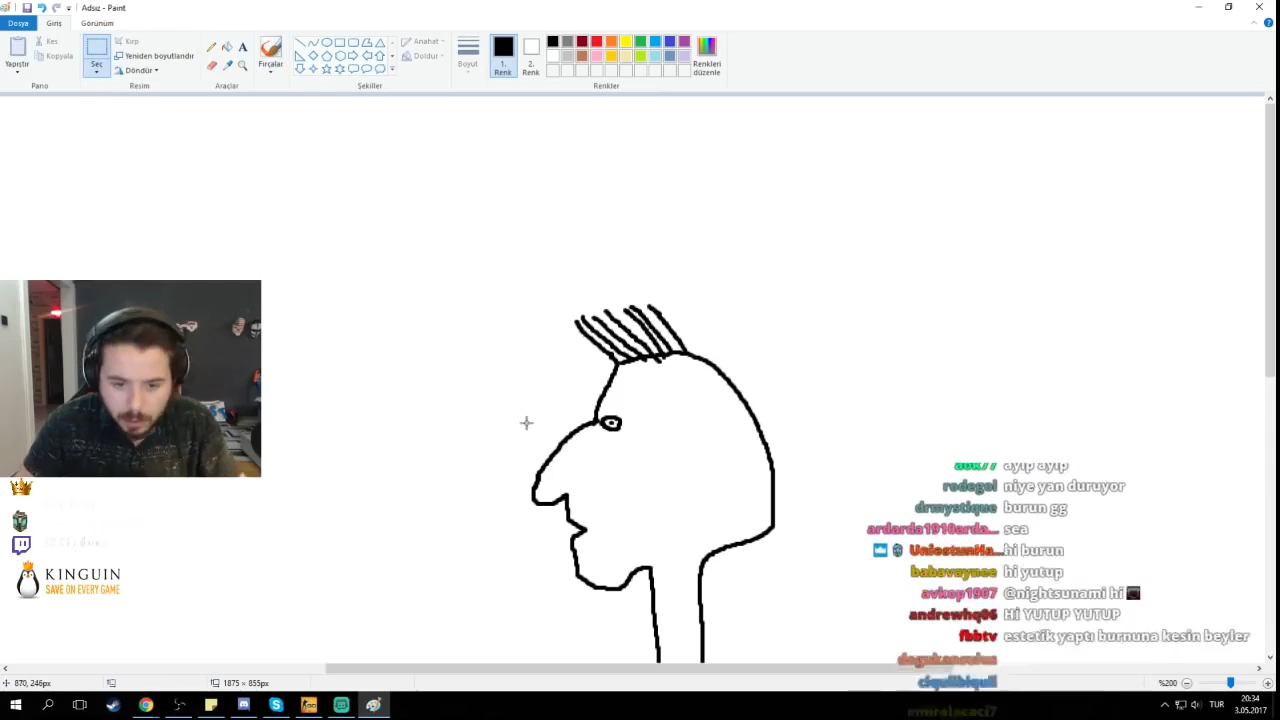 Adsız - Paint
Dosya Giriş Görünüm
Yapıştır
Kes
Kopyala
Pano
Seç
Kırp
Yeniden boyutlandır
Döndür
Resim
A
Araçlar
Fırçalar
Şekiller
Anahat
Doldur
Boyut
1.
Renk
2.
Renk
Renkler
Renkleri
düzenle
KINGUIN
SAVE ON EVERY GAME
ayıp ayıp
rodegol niye yan duruyor
drmystique burun gg
ardarda1910arda... sea
hi burun
hi yutup
avkop1907 @nightsunami hi
andrewhq06 Hİ YUTUP YUTUP
fbbtv estetik yaptı burnuna kesin beyler
870, 246px
1875 × 855px
%200
TUR
20:34
3.05.2017